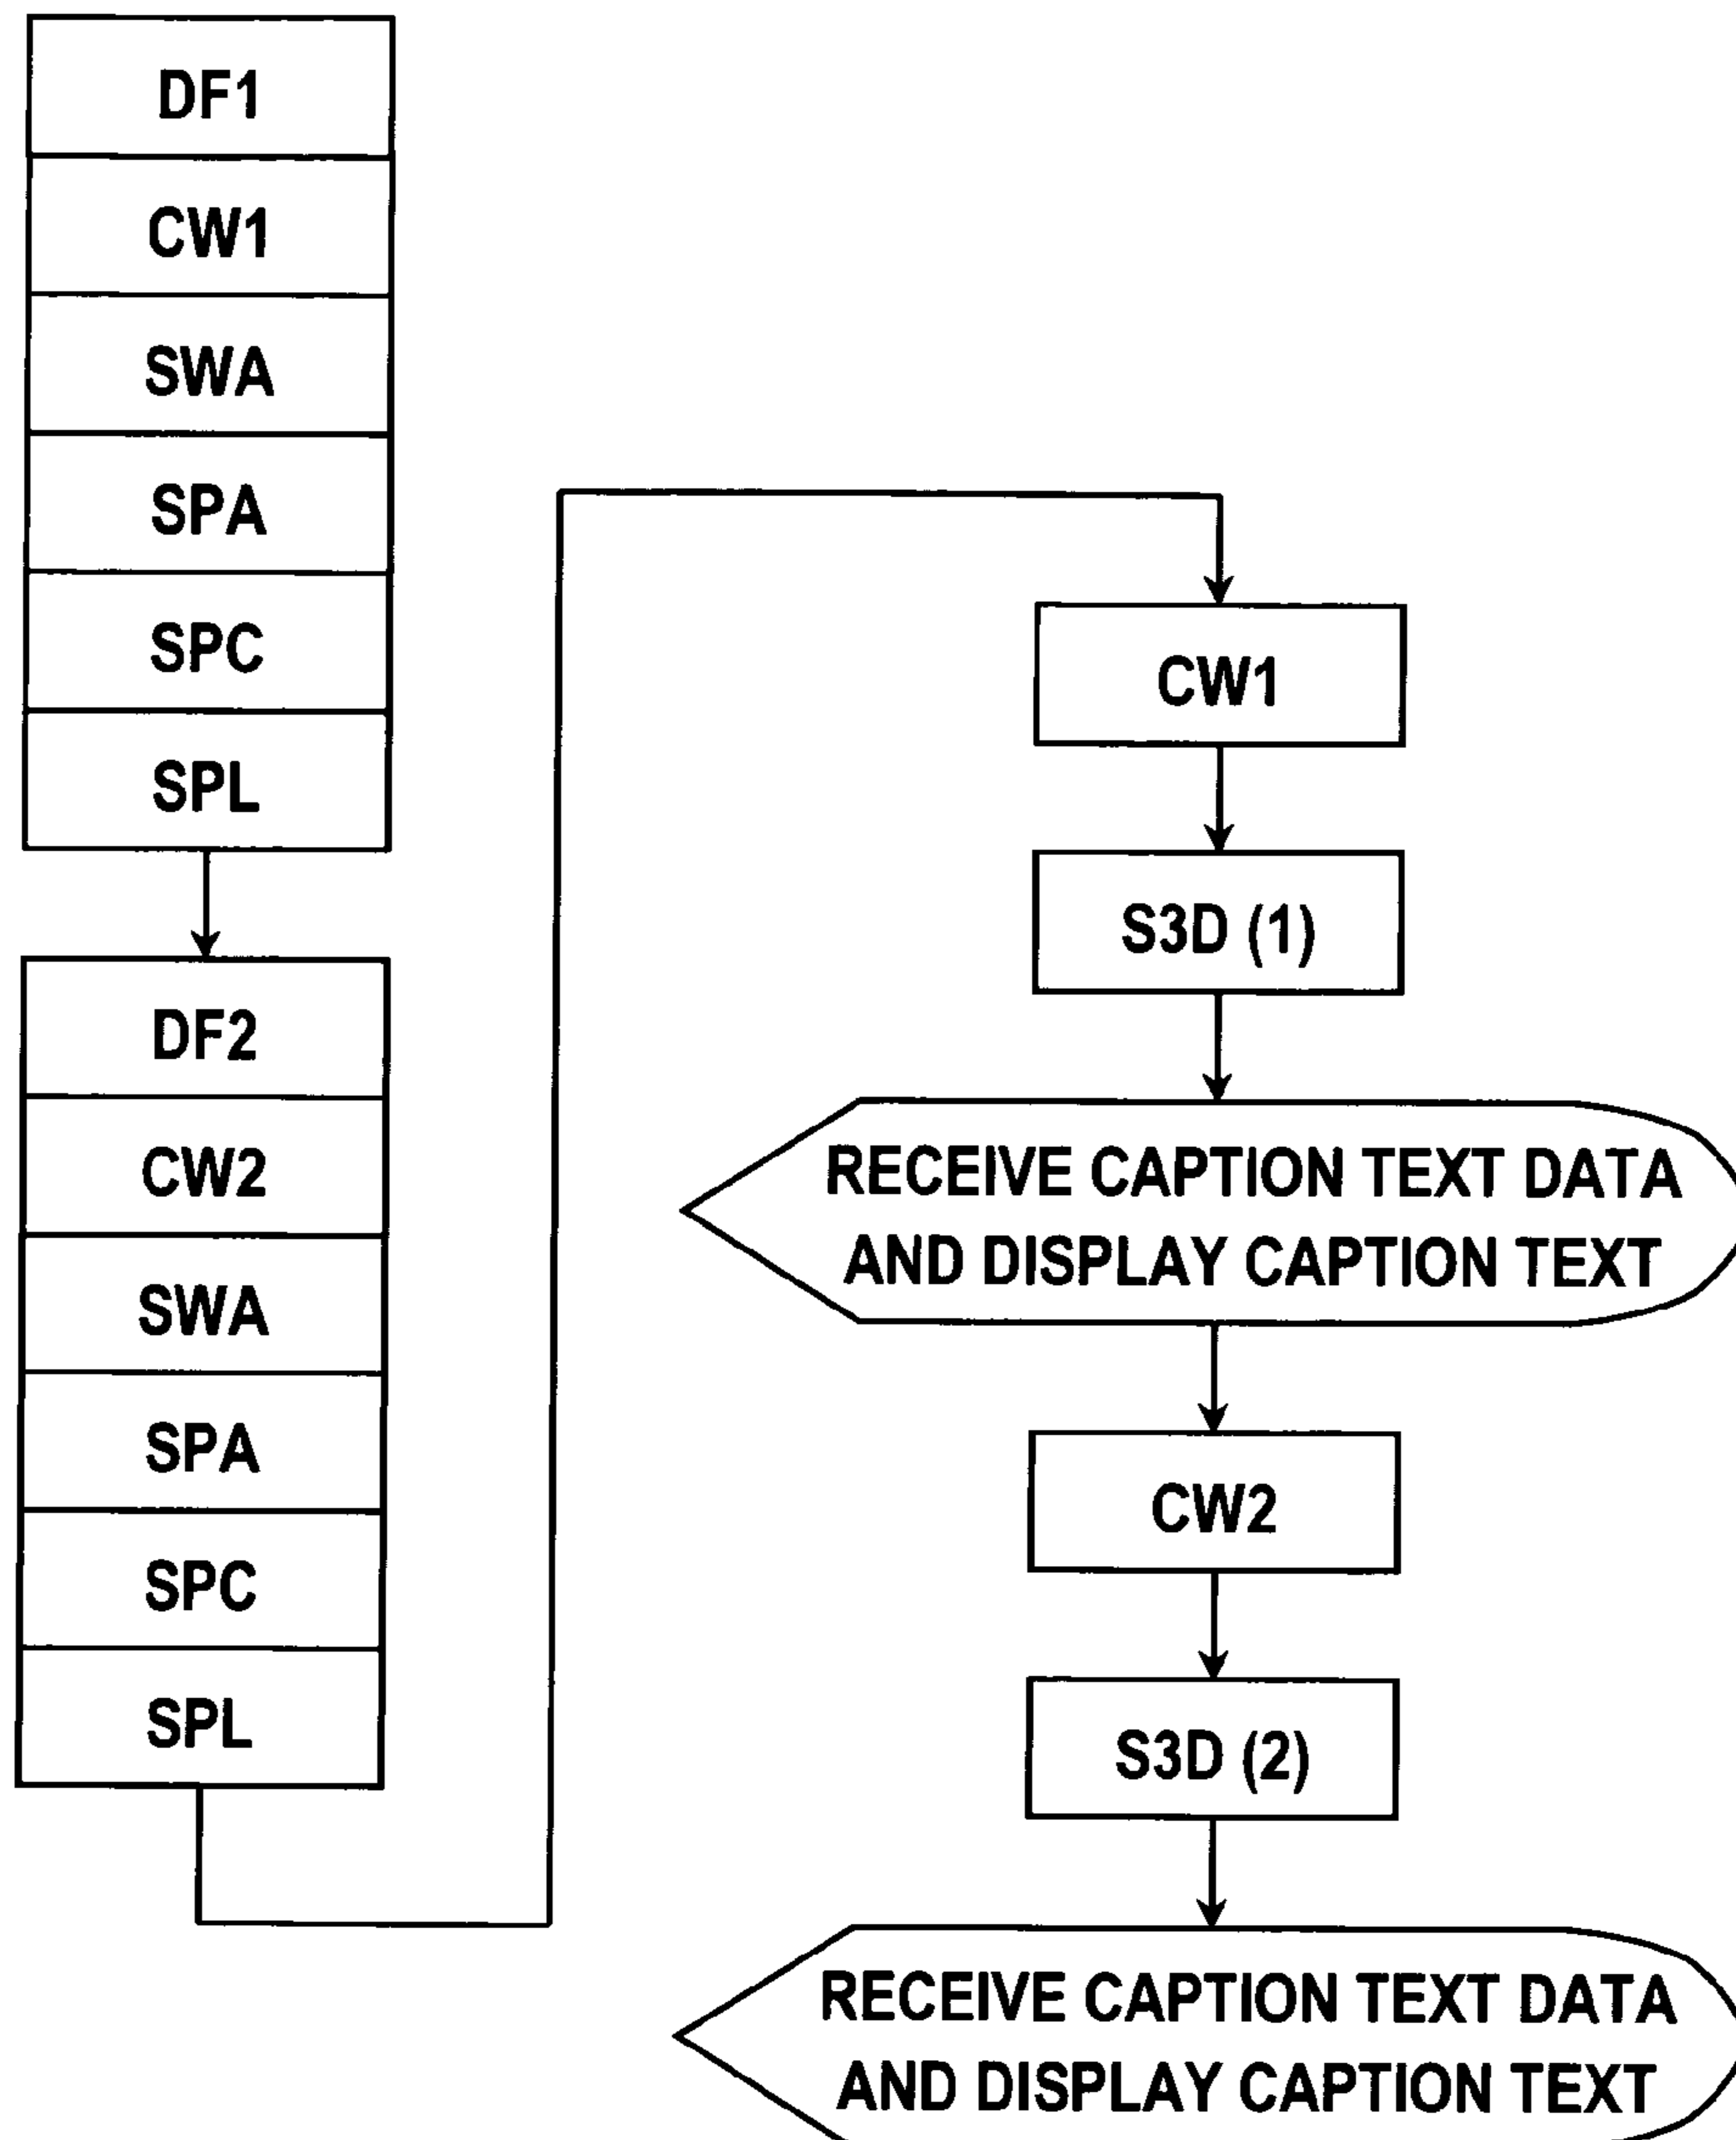 DF1
CW1
SWA
SPA
SPC
SPL
DF2
CW2
SWA
SPA
SPC
SPL
CW1
S3D (1)
RECEIVE CAPTION TEXT DATA
AND DISPLAY CAPTION TEXT
CW2
S3D (2)
RECEIVE CAPTION TEXT DATA
AND DISPLAY CAPTION TEXT